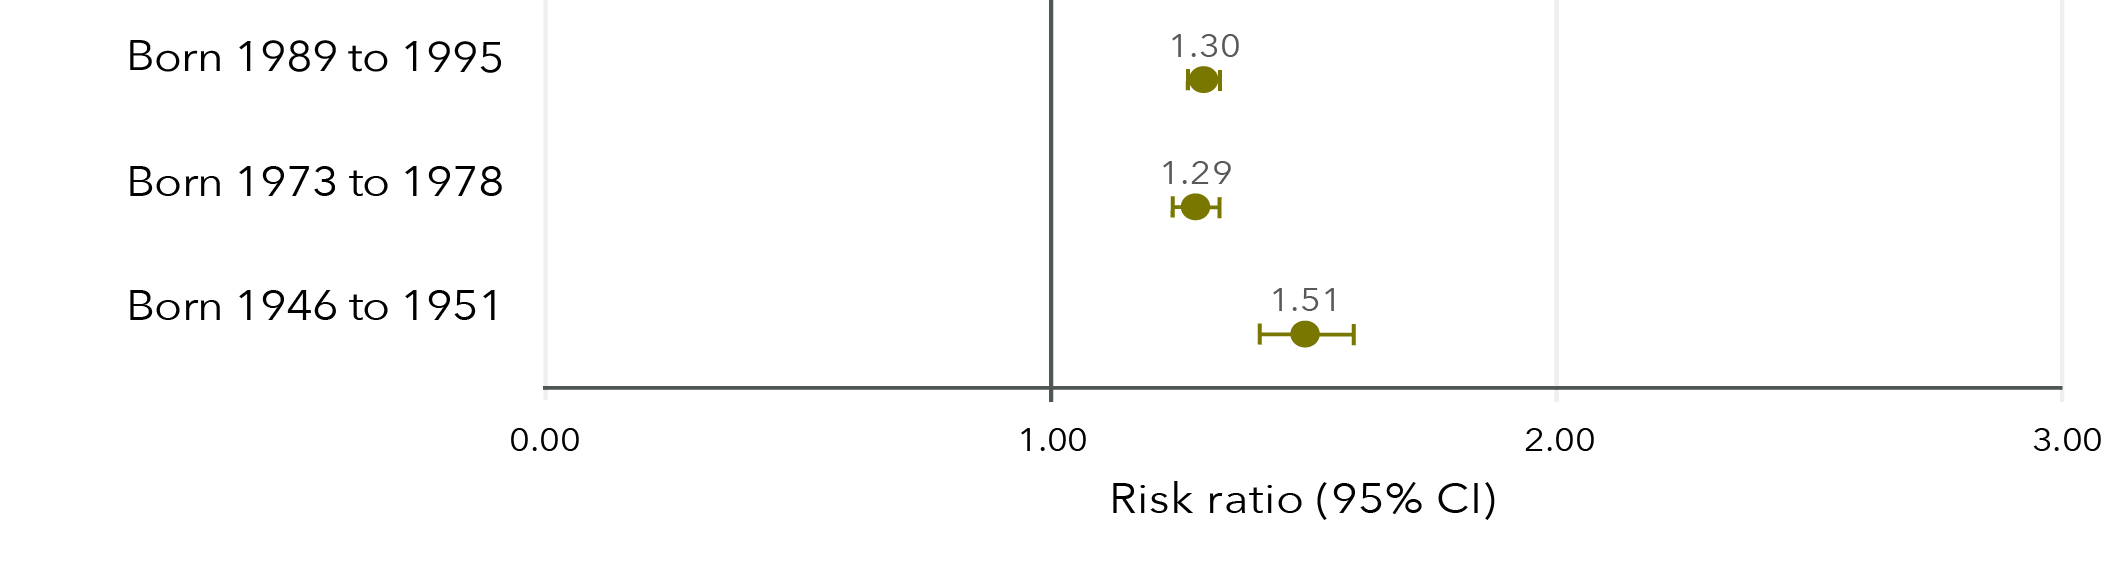 1.30
Born 1989 to 1995
1.29
Born 1973 to 1978
1.51
Born 1946 to 1951
0.00 1.00 2.00 3.00
Risk ratio (95% CI)